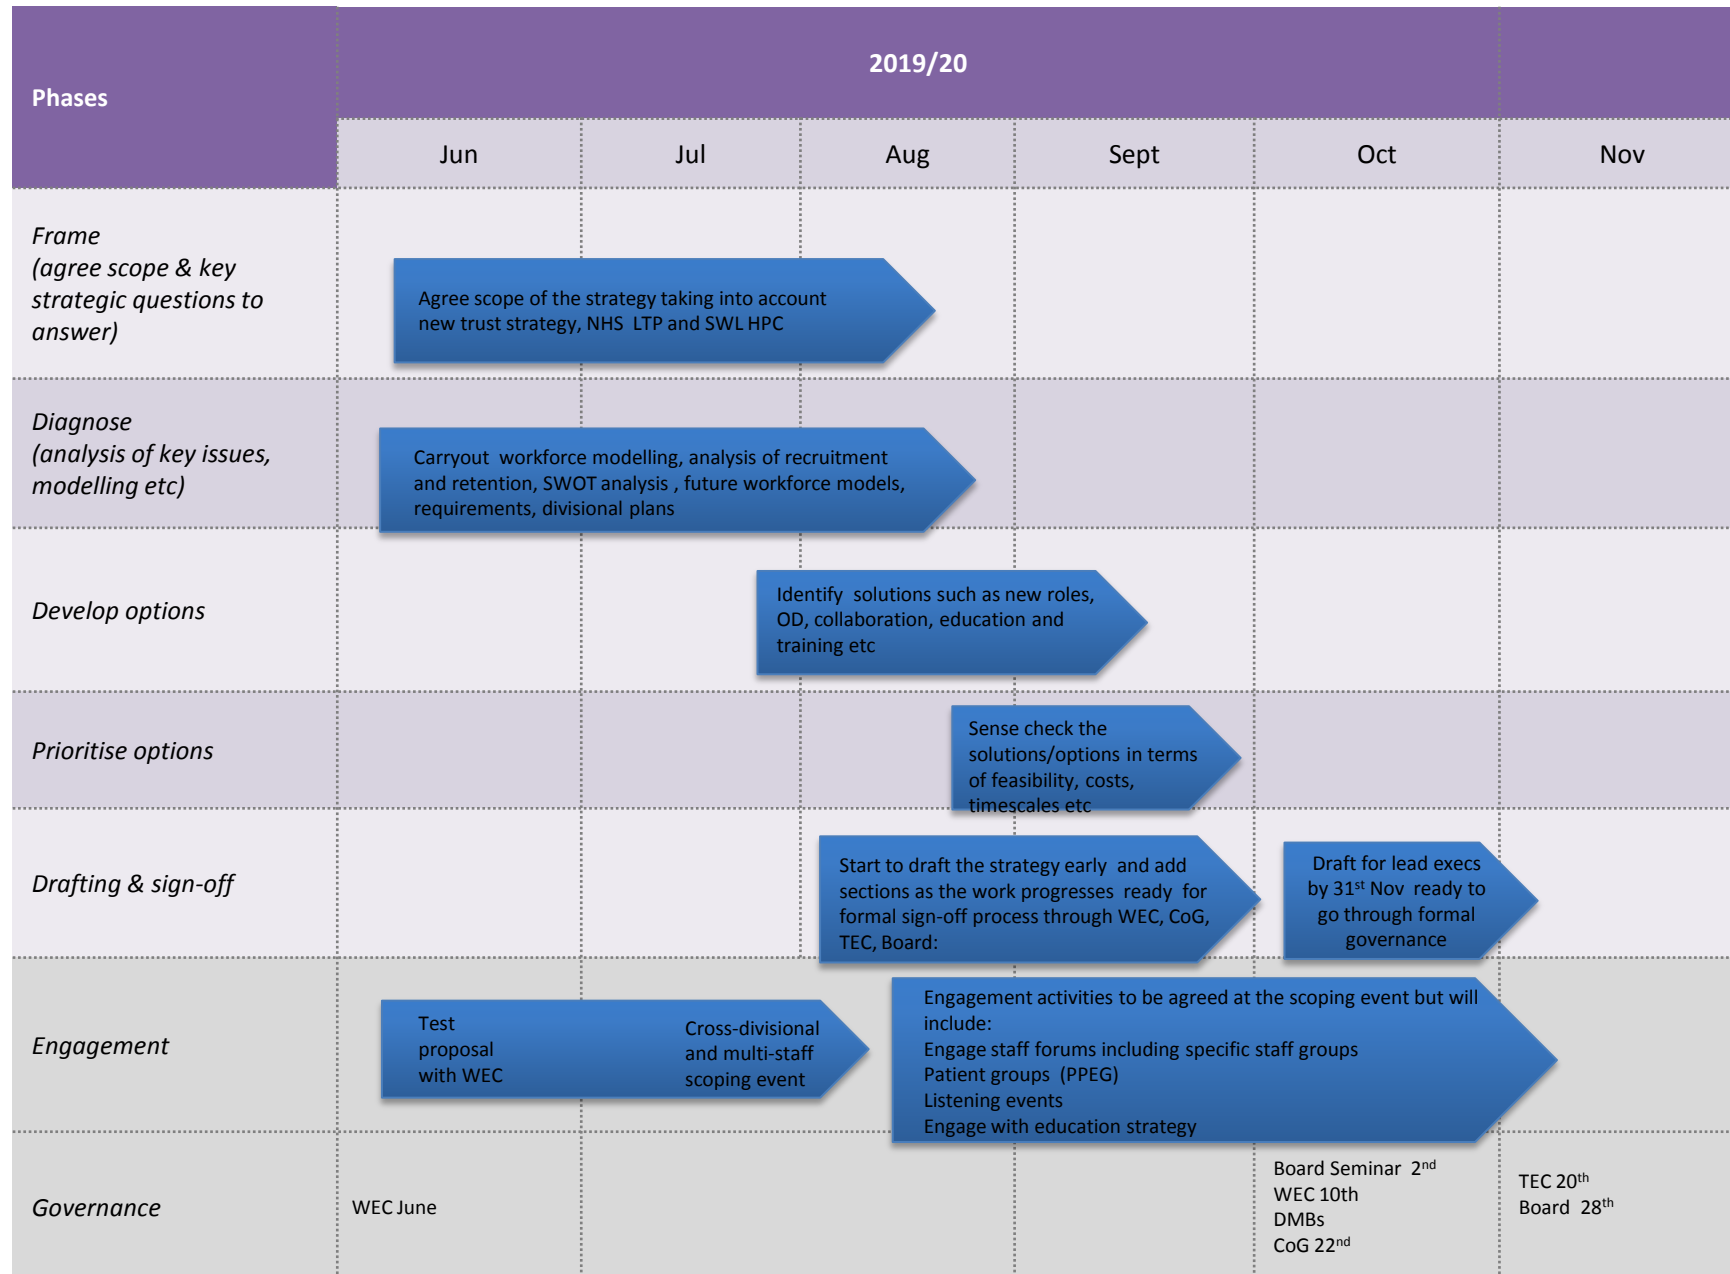 Phases
2019/20
Jun
Jul
Aug
Sept
Oct
Nov
Frame
(agree scope & key
strategic questions to
answer)
Agree scope of the strategy taking into account
new trust strategy, NHS LTP and SWL HPC
Diagnose
(analysis of key issues,
modelling etc)
Carryout workforce modelling, analysis of recruitment
and retention, SWOT analysis , future workforce models,
requirements, divisional plans
Develop options
Identify solutions such as new roles,
OD, collaboration, education and
training etc
Prioritise options
Sense check the
solutions/options in terms
of feasibility, costs,
timescales etc
Drafting & sign-off
Start to draft the strategy early and add
sections as the work progresses ready for
formal sign-off process through WEC, CoG,
TEC, Board:
Draft for lead execs
by 31st Nov ready to
go through formal
governance
Engagement
Test
proposal
with WEC
Cross-divisional
and multi-staff
scoping event
Engagement activities to be agreed at the scoping event but will
include:
Engage staff forums including specific staff groups
Patient groups (PPEG)
Listening events
Engage with education strategy
Governance
WEC June
Board Seminar 2nd
WEC 10th
DMBs
CoG 22nd
TEC 20th
Board 28th